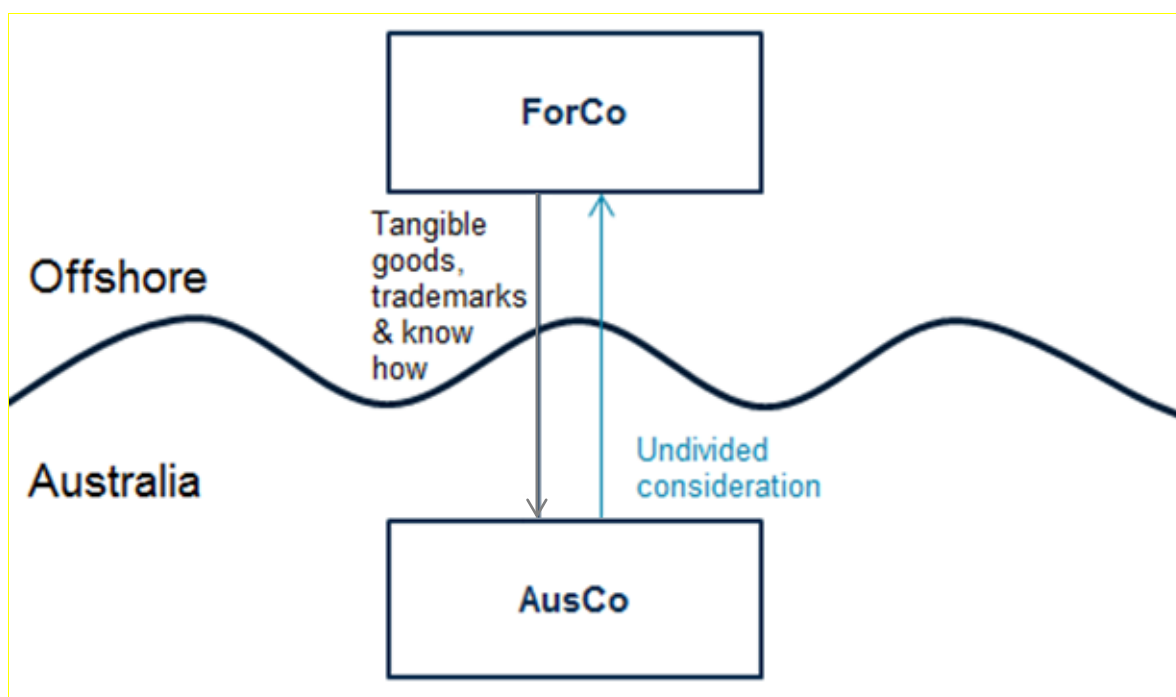 ForCo
Tangible
goods,
trademarks
& know
how
Offshore
Undivided
consideration
Australia
AusCo